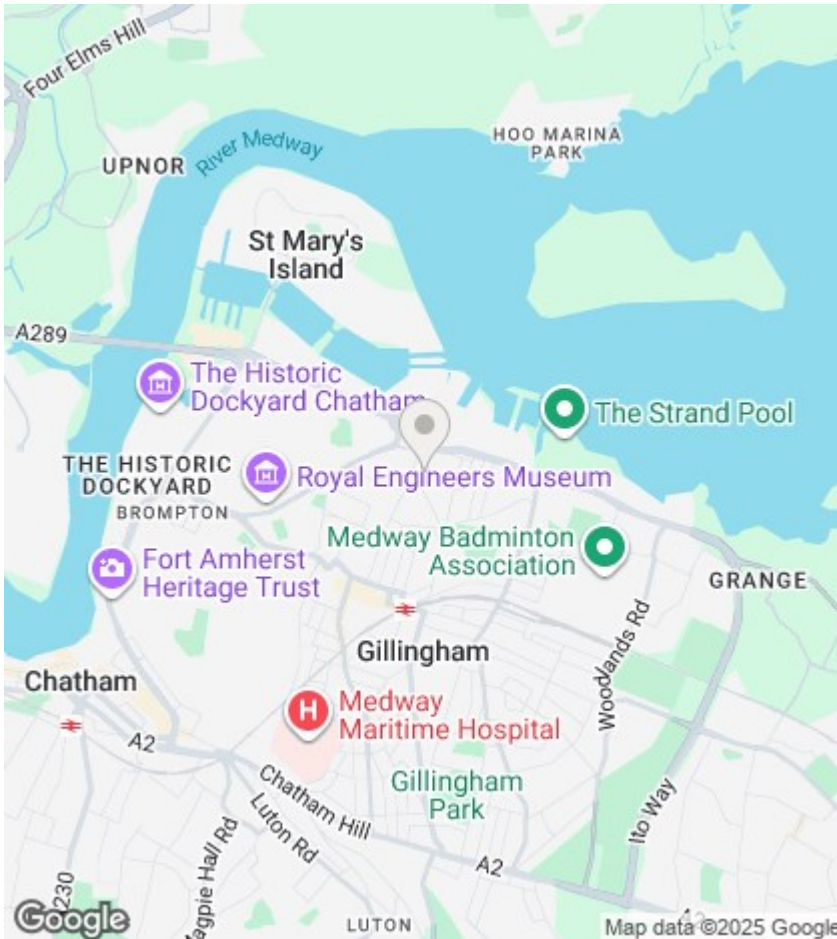 Four Elms Hill
River Medway
HOO MARINA
PARK
UPNOR
St Mary's
Island
A289
The Historic
Dockyard Chatham
The Strand Pool
THE HISTORIC
DOCKYARD
Royal Engineers Museum
BROMPTON
Medway Badminton
Association
Fort Amherst
Heritage Trust
GRANGE
Woodlands Rd
Gillingham
Chatham
H
Medway
Maritime Hospital
A2
Gillingham
Park
Chatham Hill
Luton Rd
Ito Way
Magpie Hall Rd
A2
A230
LUTON
Google
Map data ©2025 Google